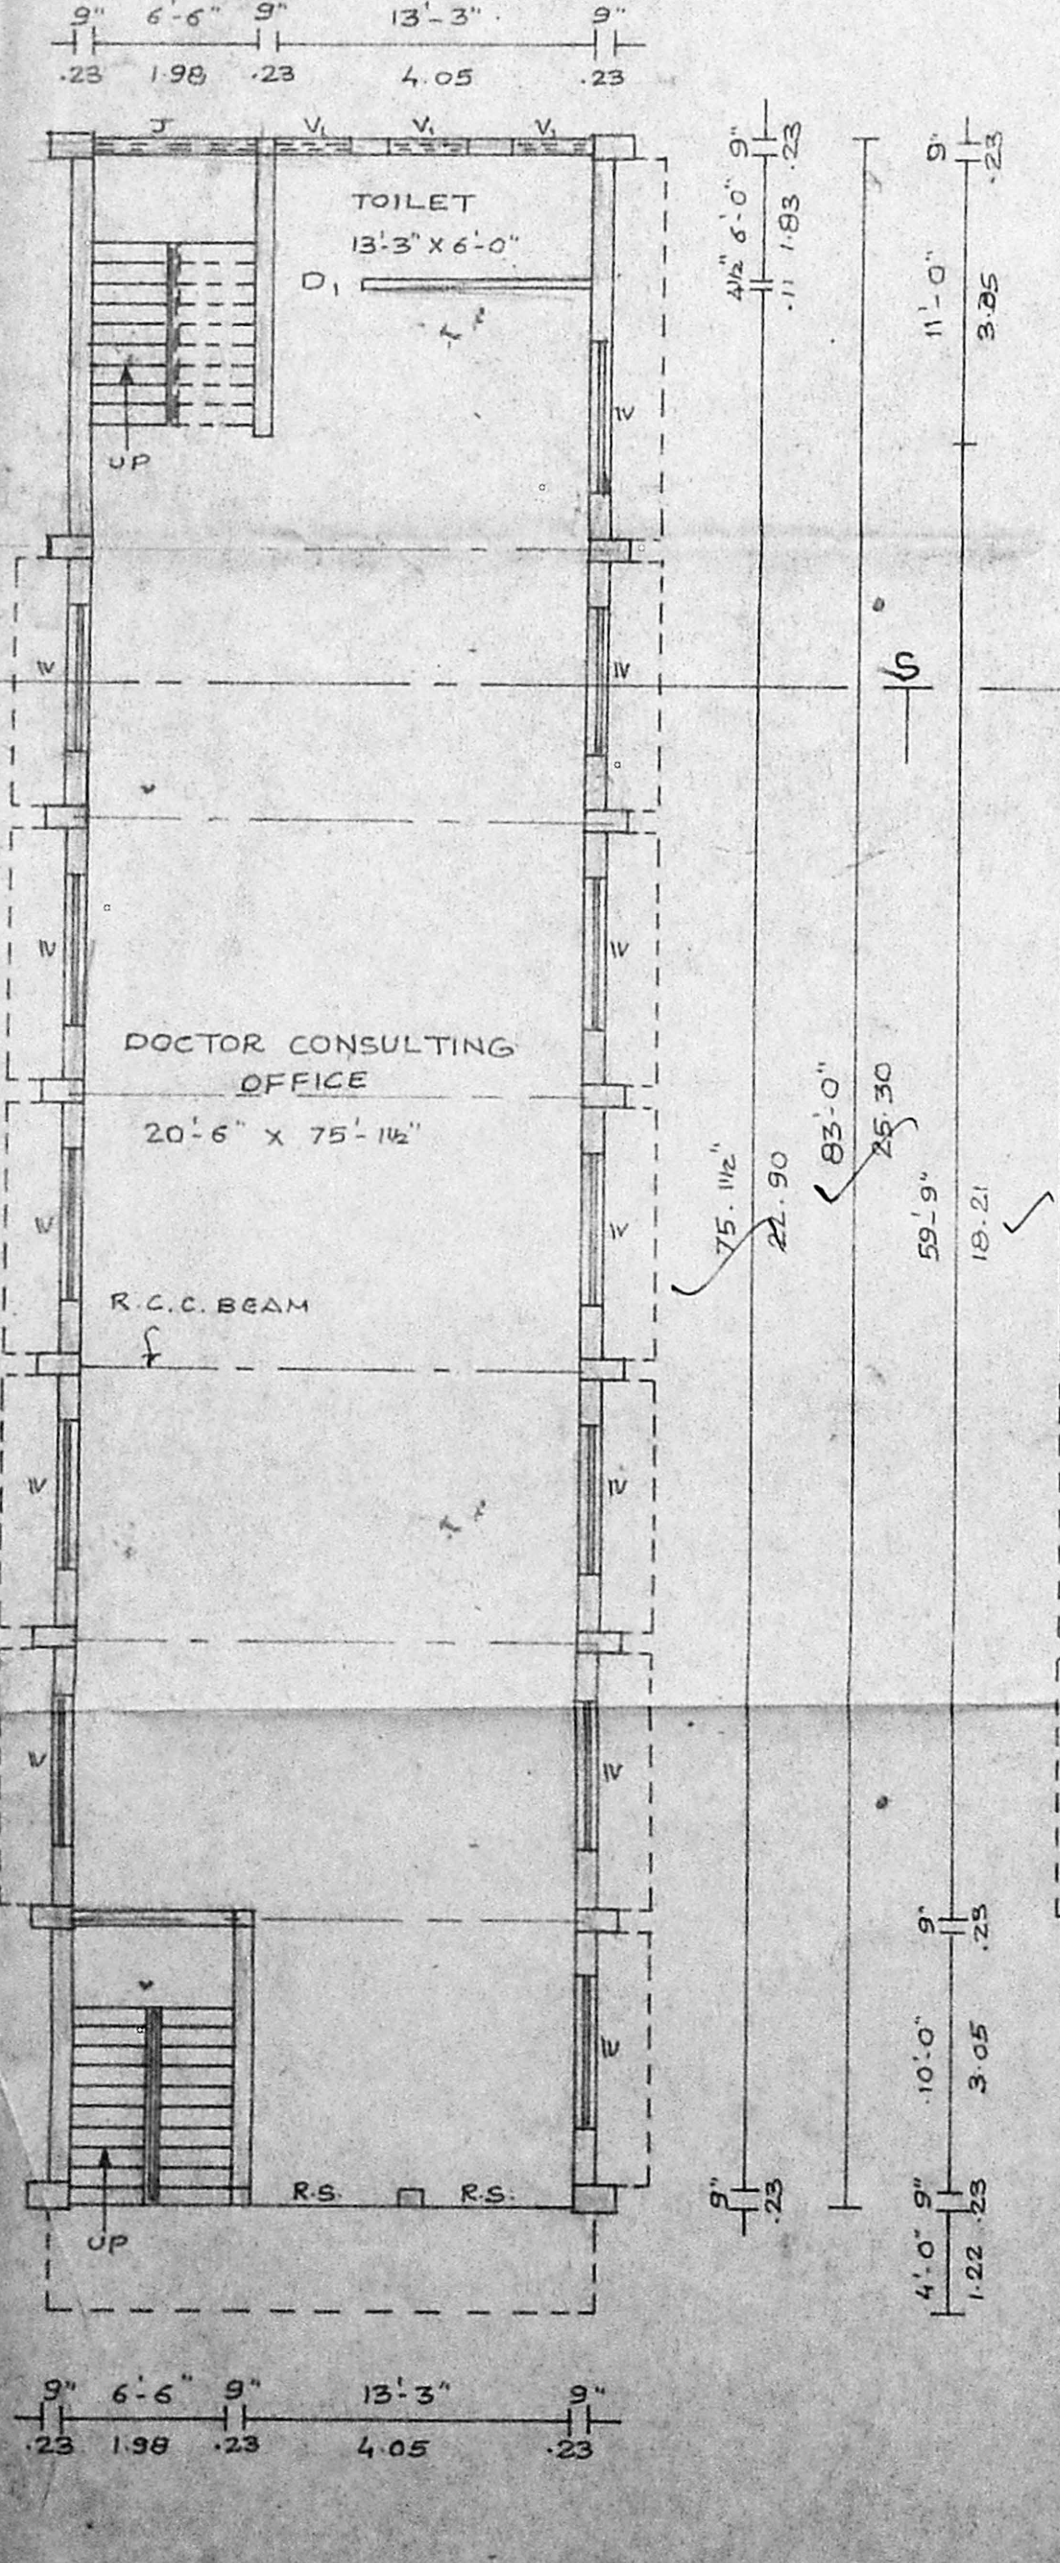 9" 6'-6" 9" 13'-3" 9"
.23 1.98 .23 4.05 .23
J V₁ V₁ V₁
TOILET
13'-3" X 6'-0"
D₁
UP
W
W W
W W
W W
W W
W W
W
DOCTOR CONSULTING
OFFICE
20'-6" X 75'-1½"
R.C.C. BEAM
R.S. R.S.
UP
9" .23
6'-0" 1.83
4½" .11
75.1½" 22.90
9" .23
83'-0" 25.30
S
9" .23
11'-0" 3.35
59'-9" 18.21
9" .23
10'-0" 3.05
9" .23
4'-0" 1.22
9" 6'-6" 9" 13'-3" 9"
.23 1.98 .23 4.05 .23